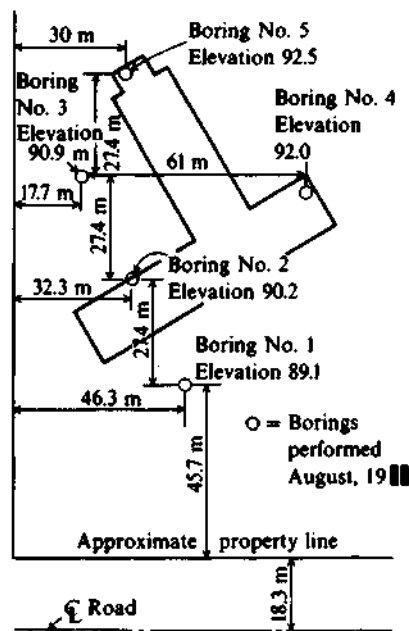 30 m
Boring No. 5
Elevation 92.5
Boring
No. 3
Elevation
90.9 m
27.4 m
Boring No. 4
Elevation
92.0
61 m
17.7 m
27.4 m
32.3 m
Boring No. 2
Elevation 90.2
27.4 m
Boring No. 1
Elevation 89.1
46.3 m
45.7 m
O = Borings
performed
August, 19
Approximate property line
℄ Road
18.3 m